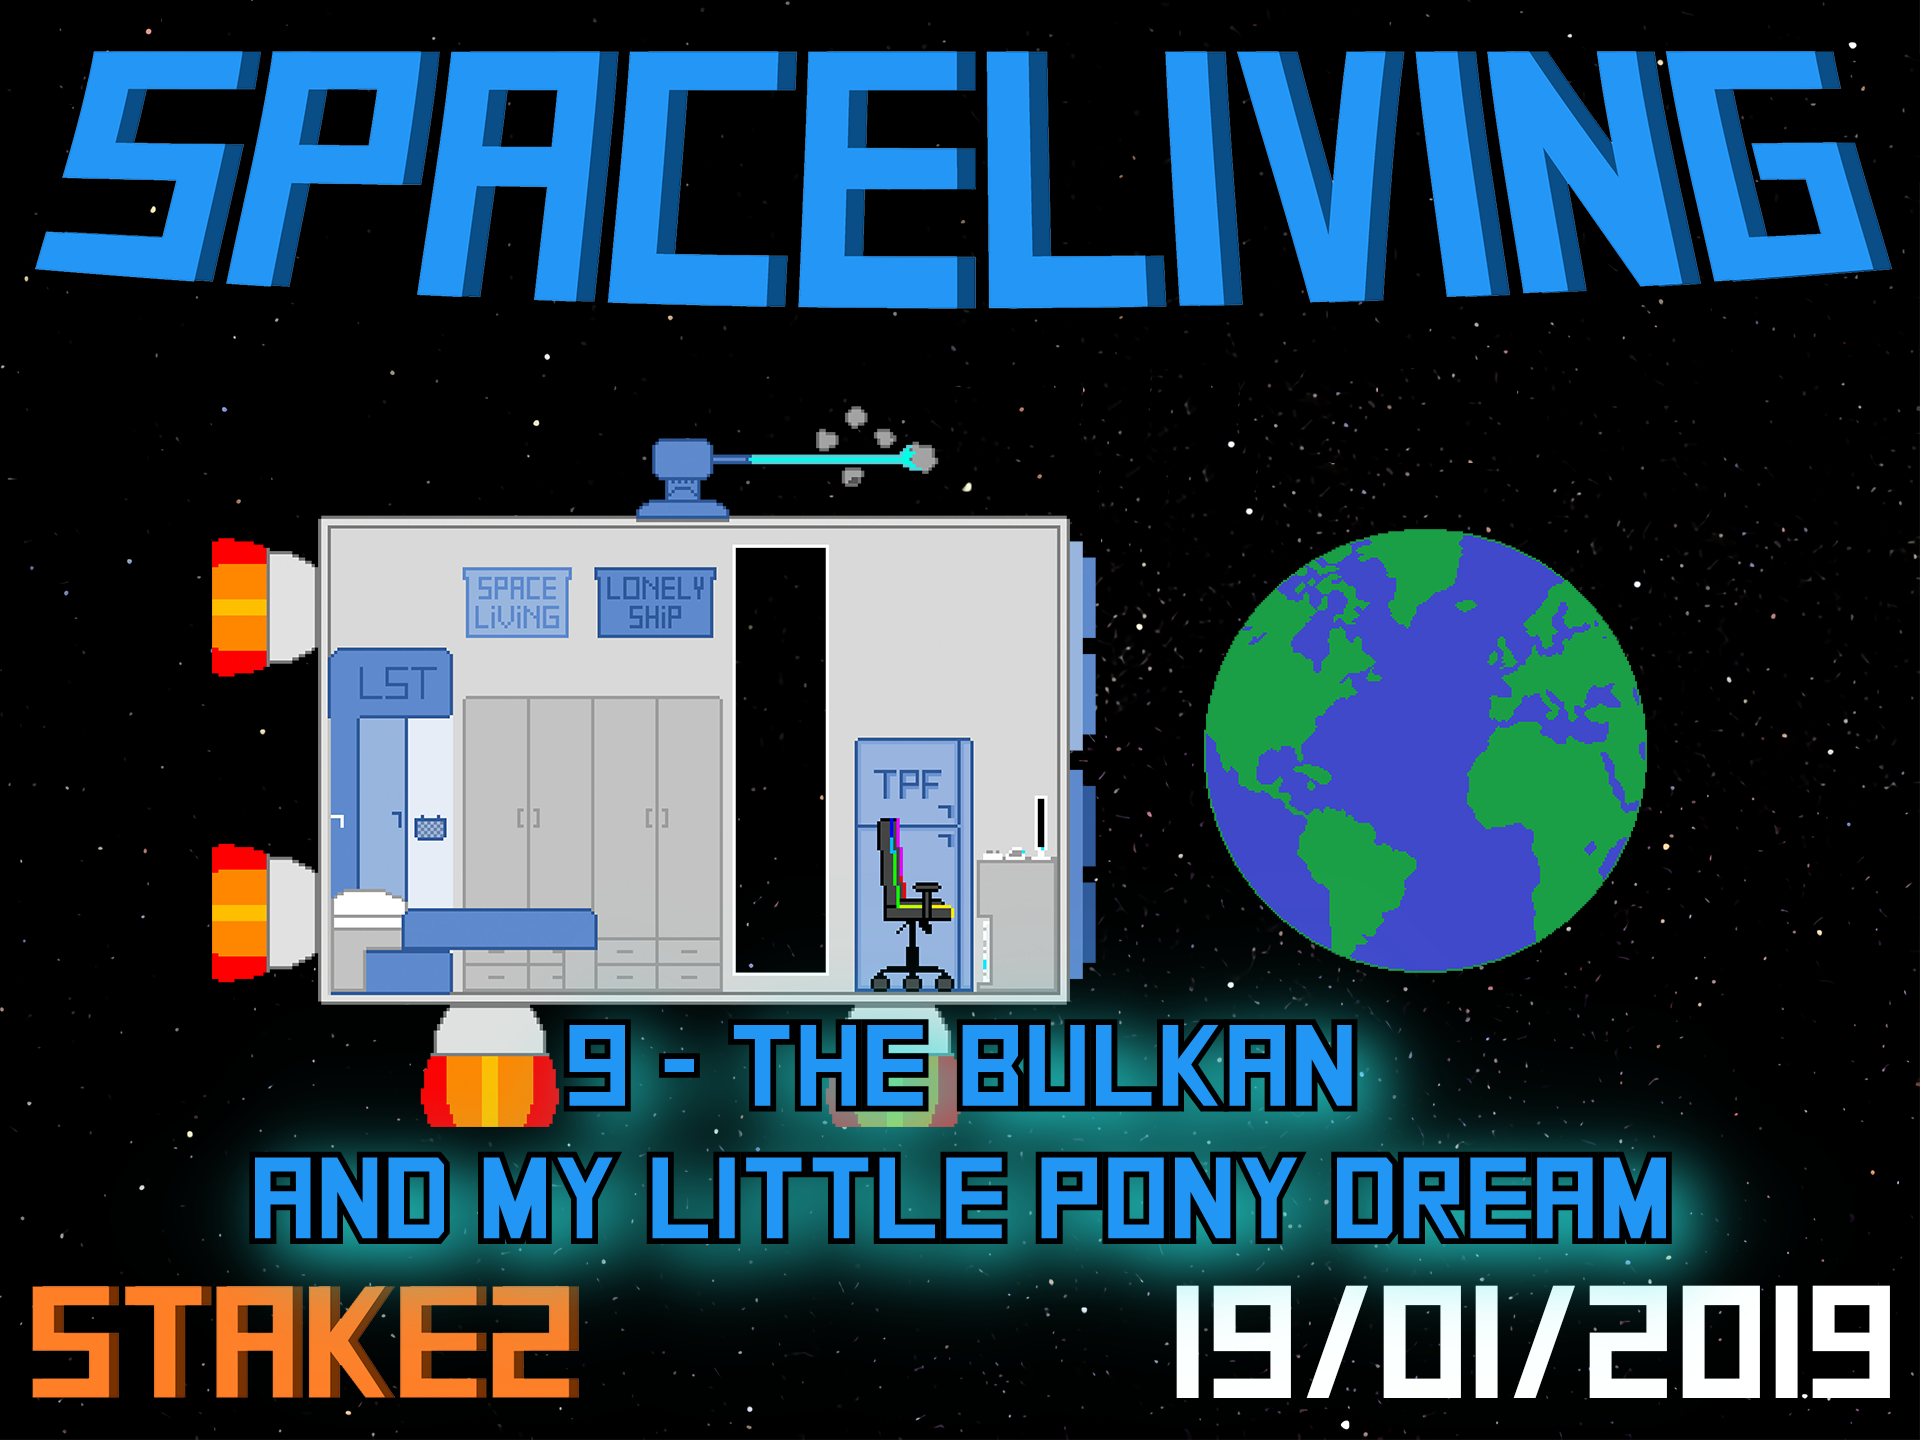 SPACELIVING
SPACE
LiViNG
LONELY
SHiP
LST
TPF
9 - THE BULKAN
AND MY LITTLE PONY DREAM
STAKE2
19/01/2019